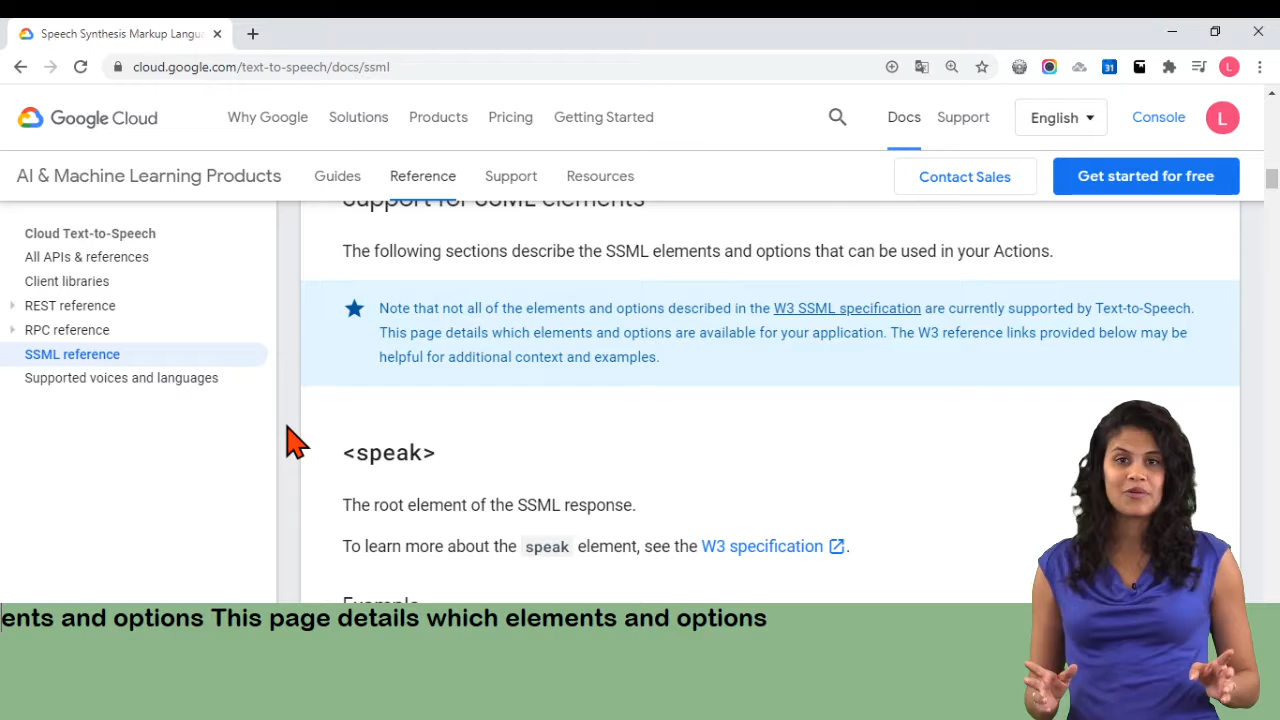 Speech Synthesis Markup Langu
cloud.google.com/text-to-speech/docs/ssml
31
L
Google Cloud
Why Google
Solutions
Products
Pricing
Getting Started
Docs
Support
English
Console
L
AI & Machine Learning Products
Guides
Reference
Support
Resources
Contact Sales
Get started for free
Cloud Text-to-Speech
All APIs & references
Client libraries
REST reference
RPC reference
SSML reference
Supported voices and languages
Support for SSML elements
The following sections describe the SSML elements and options that can be used in your Actions.
Note that not all of the elements and options described in the W3 SSML specification are currently supported by Text-to-Speech.
This page details which elements and options are available for your application. The W3 reference links provided below may be
helpful for additional context and examples.
<speak>
The root element of the SSML response.
To learn more about the speak element, see the W3 specification.
Example
ents and options This page details which elements and options